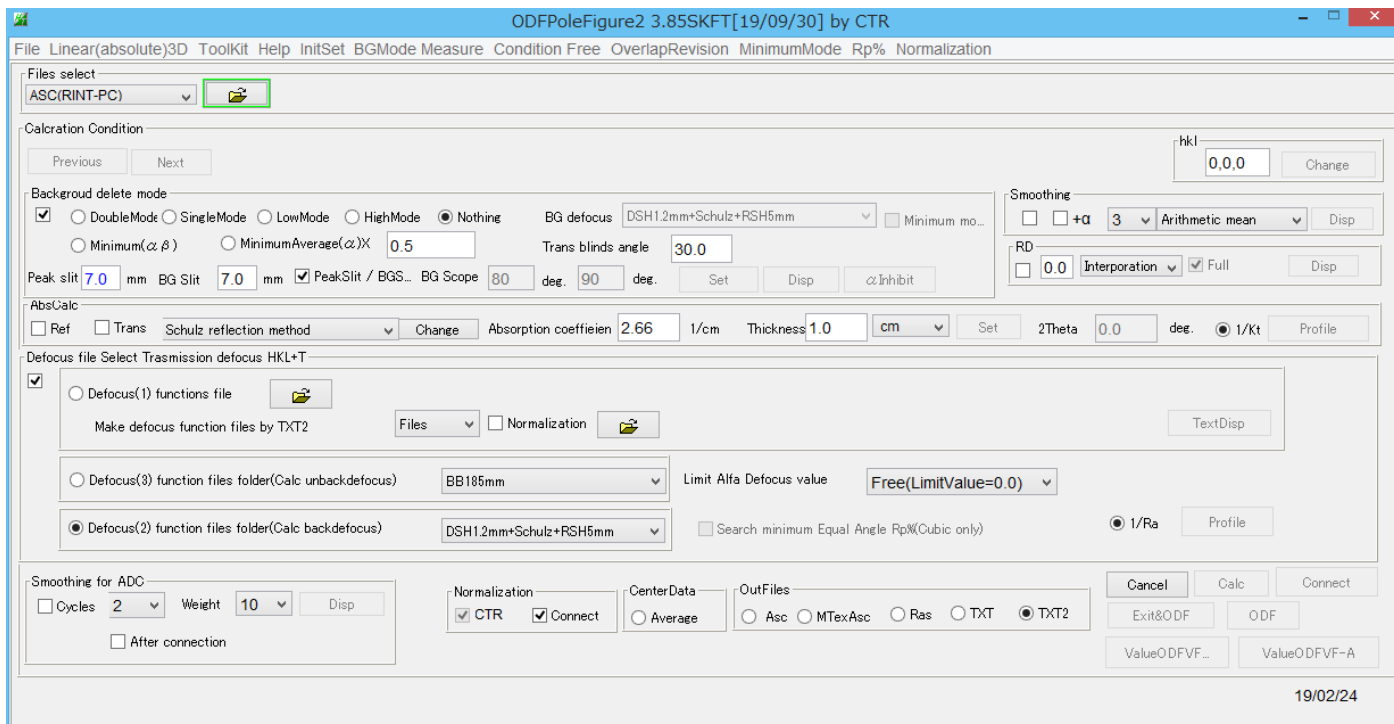 ODFPoleFigure2 3.85SKFT[19/09/30] by CTR
File Linear(absolute)3D ToolKit Help InitSet BGMode Measure Condition Free OverlapRevision MinimumMode Rp% Normalization
Files select
ASC(RINT-PC)
Calcration Condition
Previous Next
hkl
0,0,0 Change
Backgroud delete mode
DoubleMode SingleMode LowMode HighMode Nothing BG defocus DSH1.2mm+Schulz+RSH5mm Minimum mo...
Minimum(αβ) MinimumAverage(α)X 0.5 Trans blinds angle 30.0
Peak slit 7.0 mm BG Slit 7.0 mm PeakSlit / BGS... BG Scope 80 deg. 90 deg. Set Disp αInhibit
Smoothing
+α 3 Arithmetic mean Disp
RD
0.0 Interporation Full Disp
AbsCalc
Ref Trans Schulz reflection method Change Absorption coeffieien 2.66 1/cm Thickness 1.0 cm Set 2Theta 0.0 deg. 1/Kt Profile
Defocus file Select Trasmission defocus HKL+T
Defocus(1) functions file
Make defocus function files by TXT2 Files Normalization TextDisp
Defocus(3) function files folder(Calc unbackdefocus) BB185mm Limit Alfa Defocus value Free(LimitValue=0.0)
Defocus(2) function files folder(Calc backdefocus) DSH1.2mm+Schulz+RSH5mm Search minimum Equal Angle Rp%(Cubic only) 1/Ra Profile
Smoothing for ADC
Cycles 2 Weight 10 Disp
After connection
Normalization
CTR Connect
CenterData
Average
OutFiles
Asc MTexAsc Ras TXT TXT2
Cancel Calc Connect
Exit&ODF ODF
ValueODFVF... ValueODFVF-A
19/02/24